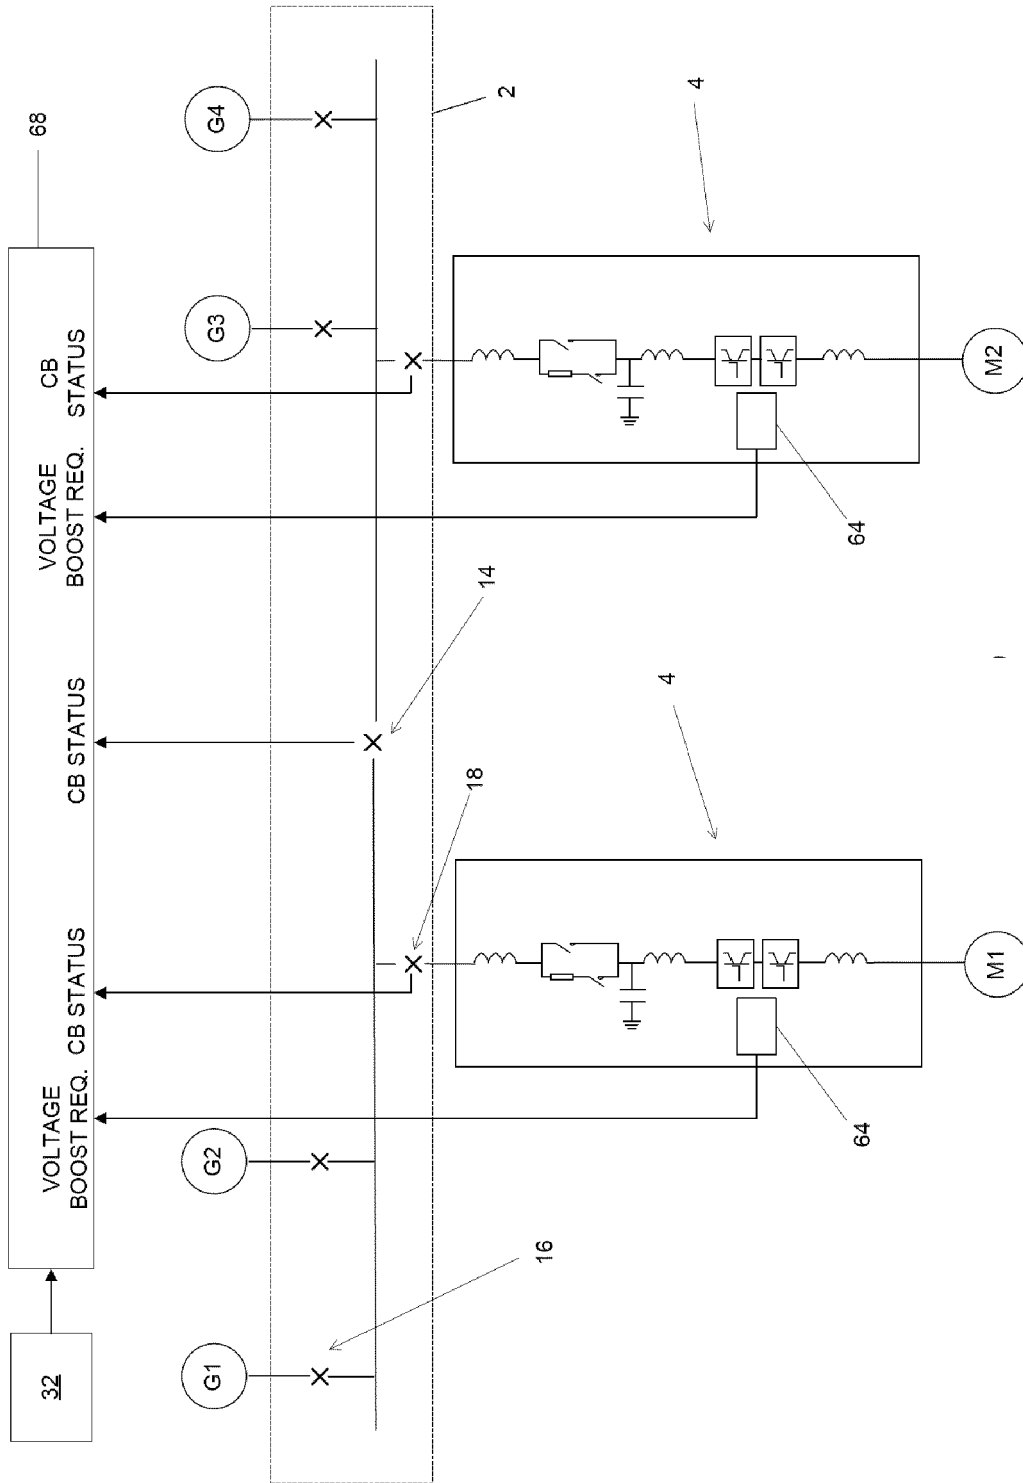 32
VOLTAGE
BOOST REQ.
CB STATUS
CB STATUS
VOLTAGE
BOOST REQ.
CB
STATUS
68
G1
G2
G3
G4
16
18
14
2
4
4
64
64
M1
M2